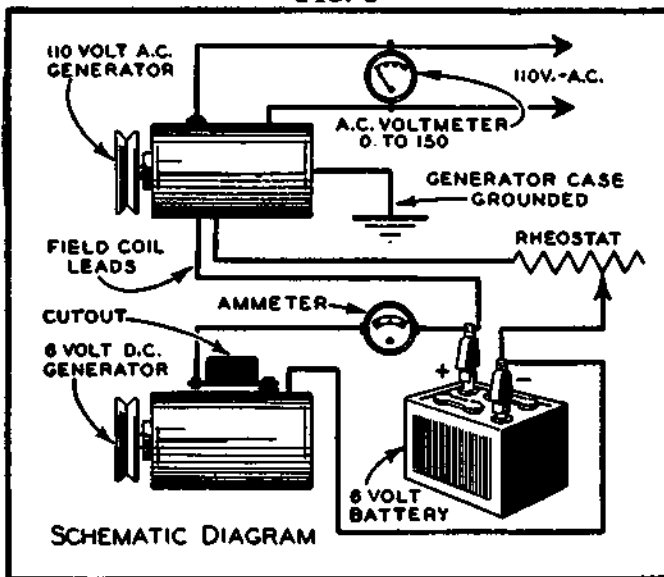 110 VOLT A.C.
GENERATOR
110V.-A.C.
A.C. VOLTMETER
0. TO 150
GENERATOR CASE
GROUNDED
RHEOSTAT
FIELD COIL
LEADS
AMMETER
CUTOUT
6 VOLT D.C.
GENERATOR
+
-
6 VOLT
BATTERY
SCHEMATIC DIAGRAM